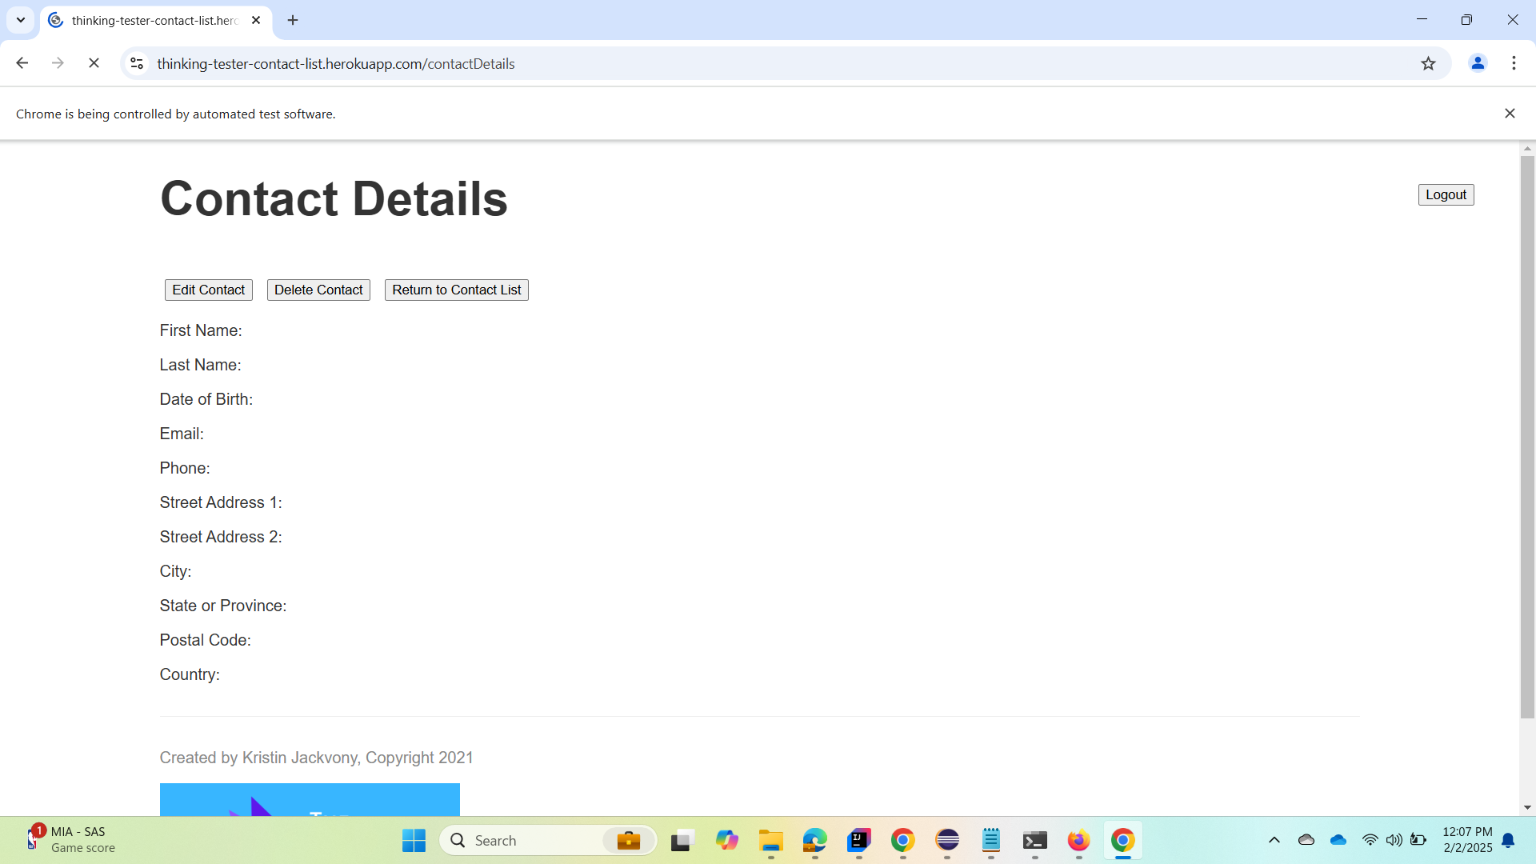 thinking-tester-contact-list.herc
thinking-tester-contact-list.herokuapp.com/contactDetails
Chrome is being controlled by automated test software.
Contact Details
Logout
Edit Contact
Delete Contact
Return to Contact List
First Name:
Last Name:
Date of Birth:
Email:
Phone:
Street Address 1:
Street Address 2:
City:
State or Province:
Postal Code:
Country:
Created by Kristin Jackvony, Copyright 2021
1
MIA - SAS
Game score
Search
12:07 PM
2/2/2025